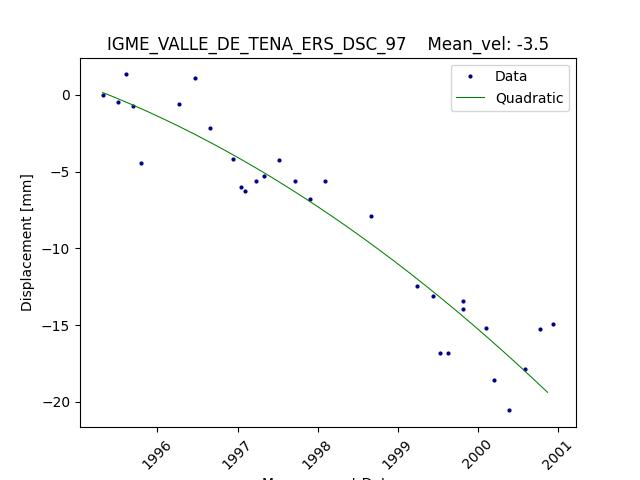 IGME_VALLE_DE_TENA_ERS_DSC_97 Mean_vel: -3.5
Data
Quadratic
Displacement [mm]
0
−5
−10
−15
−20
1996
1997
1998
1999
2000
2001